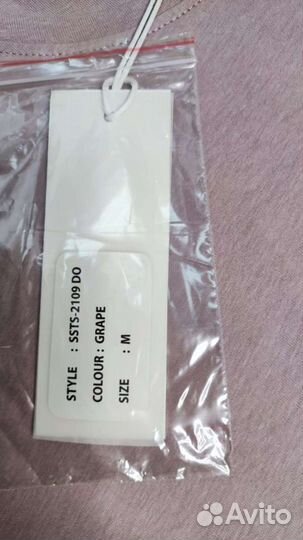 STYLE : SSTS-2109 DO
COLOUR : GRAPE
SIZE : M
Avito